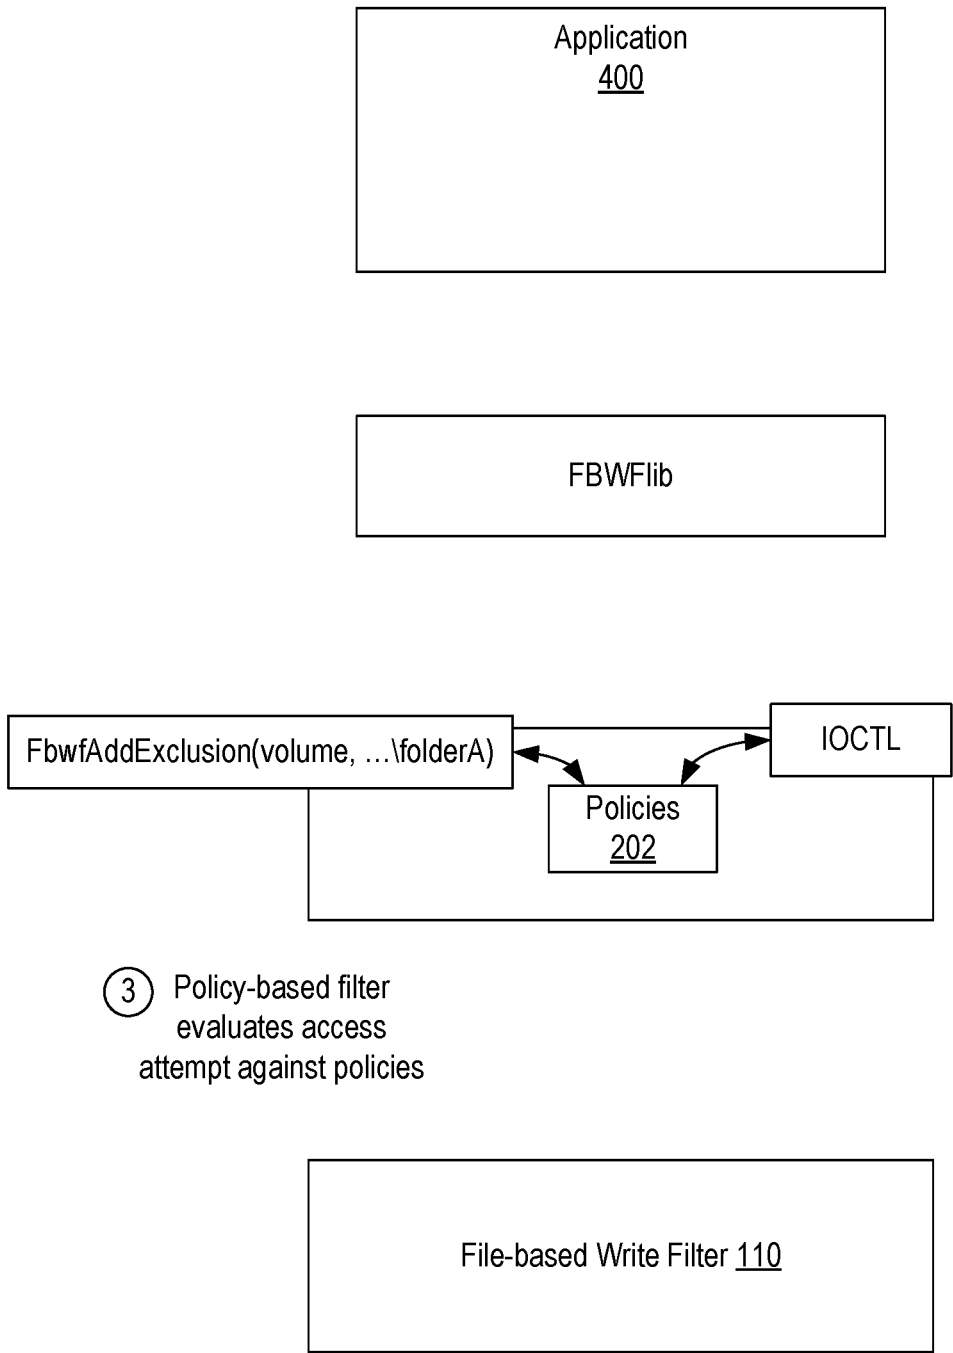 Application
400
FBWFlib
FbwfAddExclusion(volume, …\folderA)
IOCTL
Policies
202
3 Policy-based filter
evaluates access
attempt against policies
File-based Write Filter 110